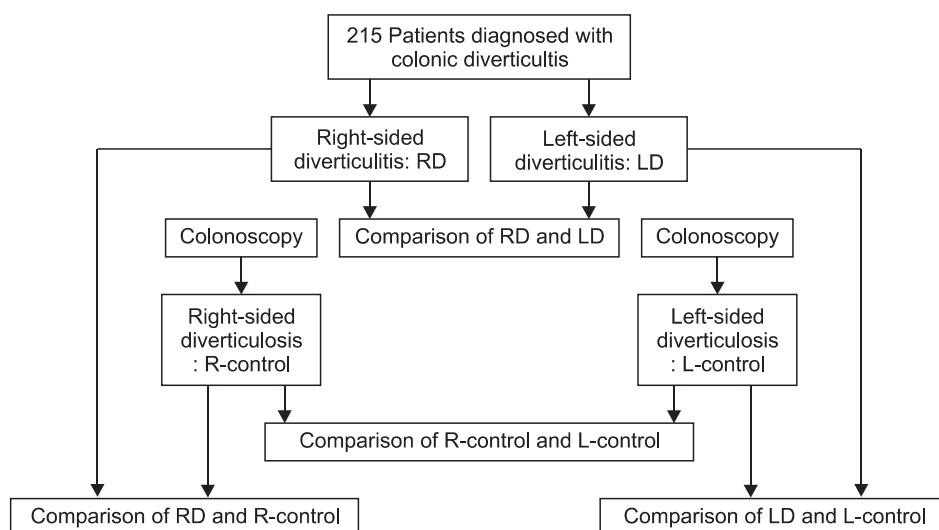 215 Patients diagnosed with
colonic diverticultis
Right-sided
diverticulitis: RD
Left-sided
diverticulitis: LD
Colonoscopy
Comparison of RD and LD
Colonoscopy
Right-sided
diverticulosis
: R-control
Left-sided
diverticulosis
: L-control
Comparison of R-control and L-control
Comparison of RD and R-control
Comparison of LD and L-control